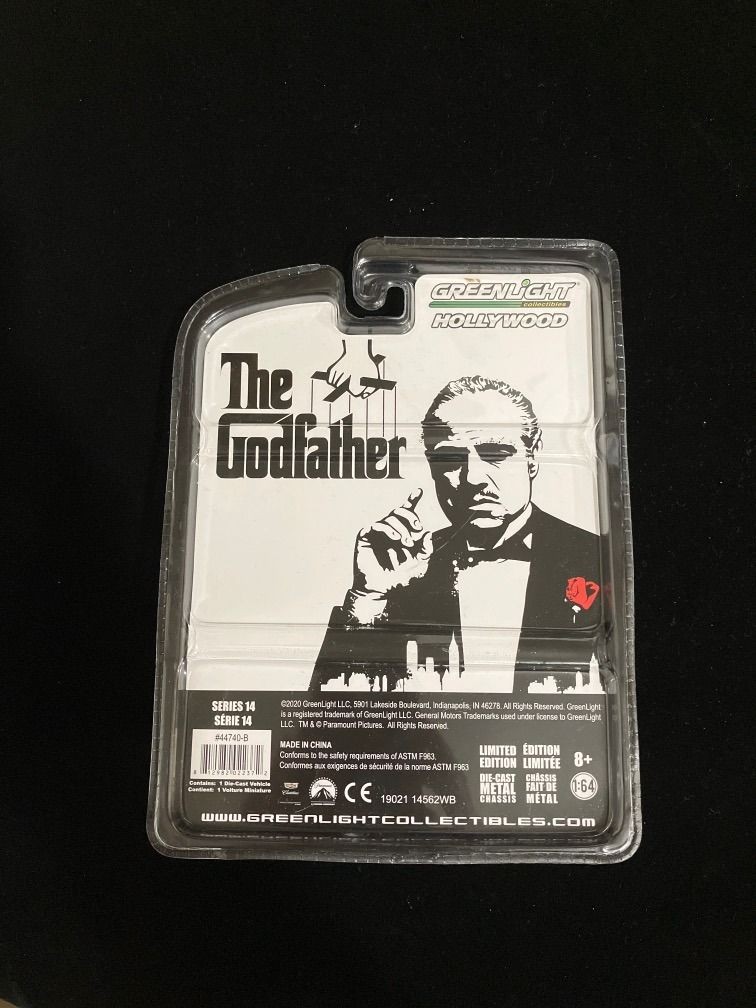 GREENLIGHT®
collectibles
HOLLYWOOD
The
Godfather
SERIES 14
SÉRIE 14
#44740-B
©2020 GreenLight LLC, 5901 Lakeside Boulevard, Indianapolis, IN 46278. All Rights Reserved. GreenLight
is a registered trademark of GreenLight LLC. General Motors Trademarks used under license to GreenLight
LLC. TM & © Paramount Pictures. All Rights Reserved.
MADE IN CHINA
Conforms to the safety requirements of ASTM F963.
Conformes aux exigences de sécurité de la norme ASTM F963
LIMITED
EDITION
ÉDITION
LIMITÉE
8+
DIE-CAST
METAL
CHASSIS
CHÂSSIS
FAIT DE
MÉTAL
1:64
Contains: 1 Die-Cast Vehicle
Contient: 1 Voiture Miniature
Cadillac
CE
19021 14562WB
www.GREENLIGHTCOLLECTIBLES.COM